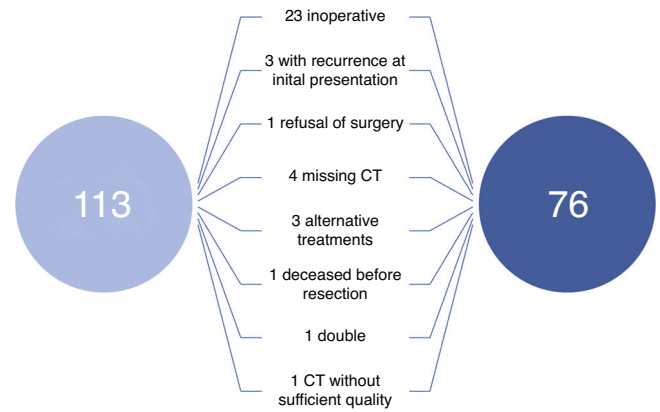 23 inoperative
3 with recurrence at
inital presentation
1 refusal of surgery
4 missing CT
113
76
3 alternative
treatments
1 deceased before
resection
1 double
1 CT without
sufficient quality